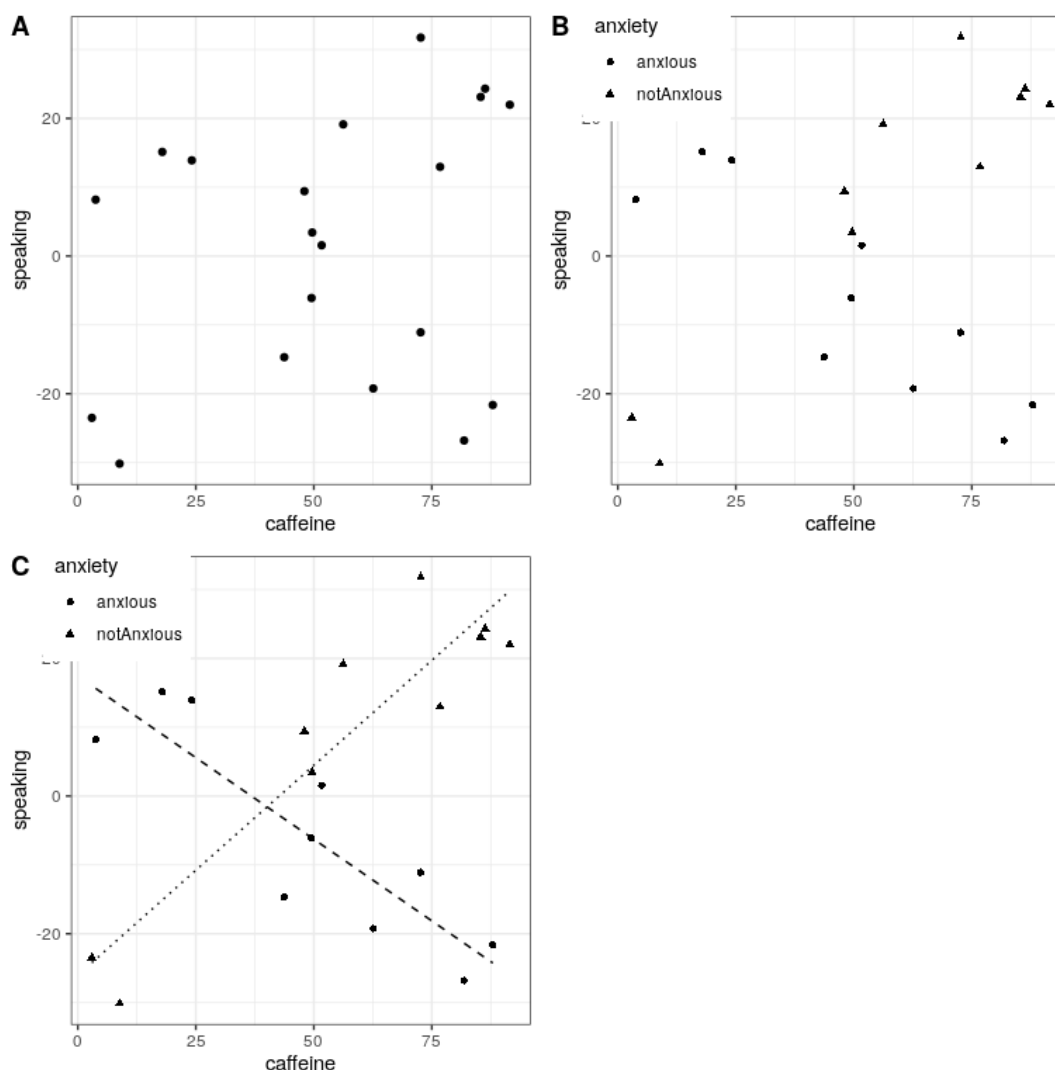 A
20
0
-20
speaking
0
25
50
75
caffeine
B
anxiety
anxious
notAnxious
0
-20
speaking
0
25
50
75
caffeine
C
anxiety
anxious
notAnxious
0
-20
speaking
0
25
50
75
caffeine